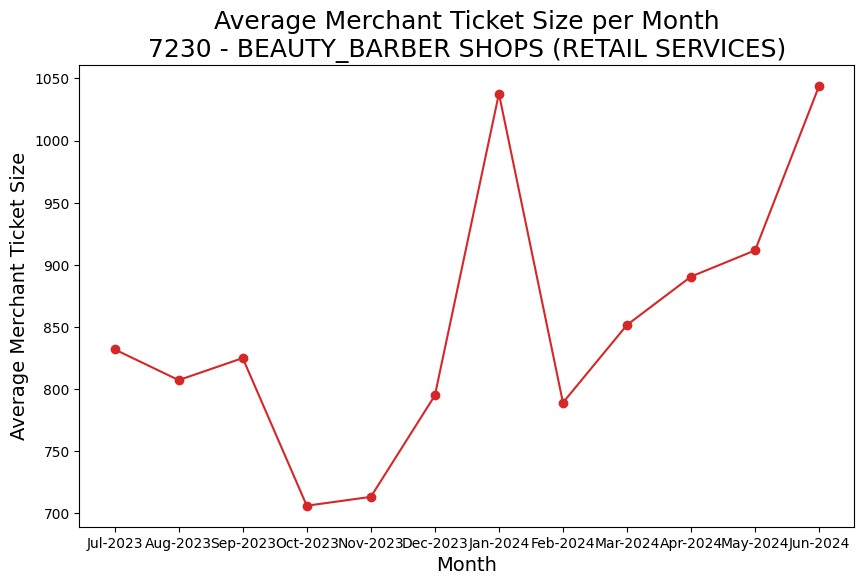 Average Merchant Ticket Size per Month
7230 - BEAUTY_BARBER SHOPS (RETAIL SERVICES)
Average Merchant Ticket Size
1050
1000
950
900
850
800
750
700
Jul-2023 Aug-2023 Sep-2023 Oct-2023 Nov-2023 Dec-2023 Jan-2024 Feb-2024 Mar-2024 Apr-2024 May-2024 Jun-2024
Month